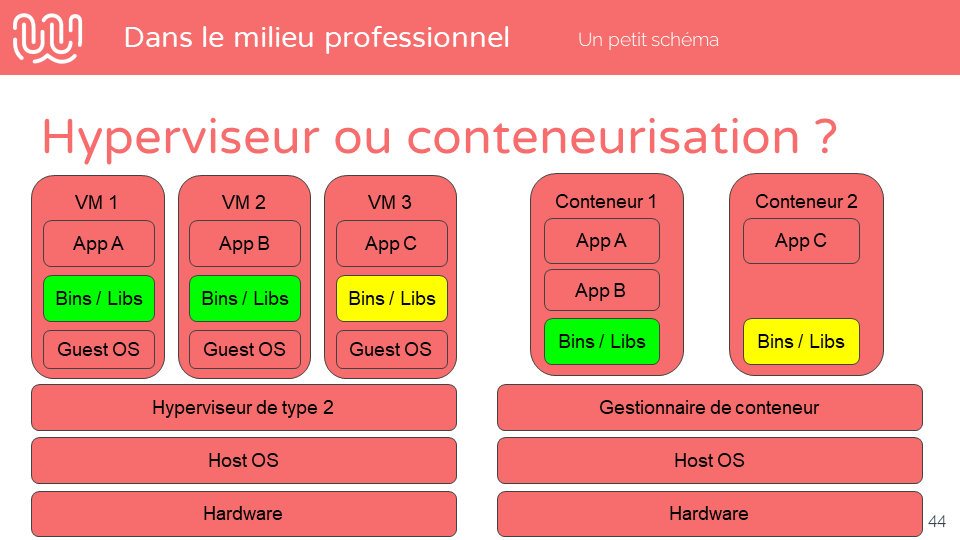 Dans le milieu professionnel
Un petit schéma
Hyperviseur ou conteneurisation ?
VM 1
App A
Bins / Libs
Guest OS
VM 2
App B
Bins / Libs
Guest OS
VM 3
App C
Bins / Libs
Guest OS
Hyperviseur de type 2
Host OS
Hardware
Conteneur 1
App A
App B
Bins / Libs
Conteneur 2
App C
Bins / Libs
Gestionnaire de conteneur
Host OS
Hardware
44